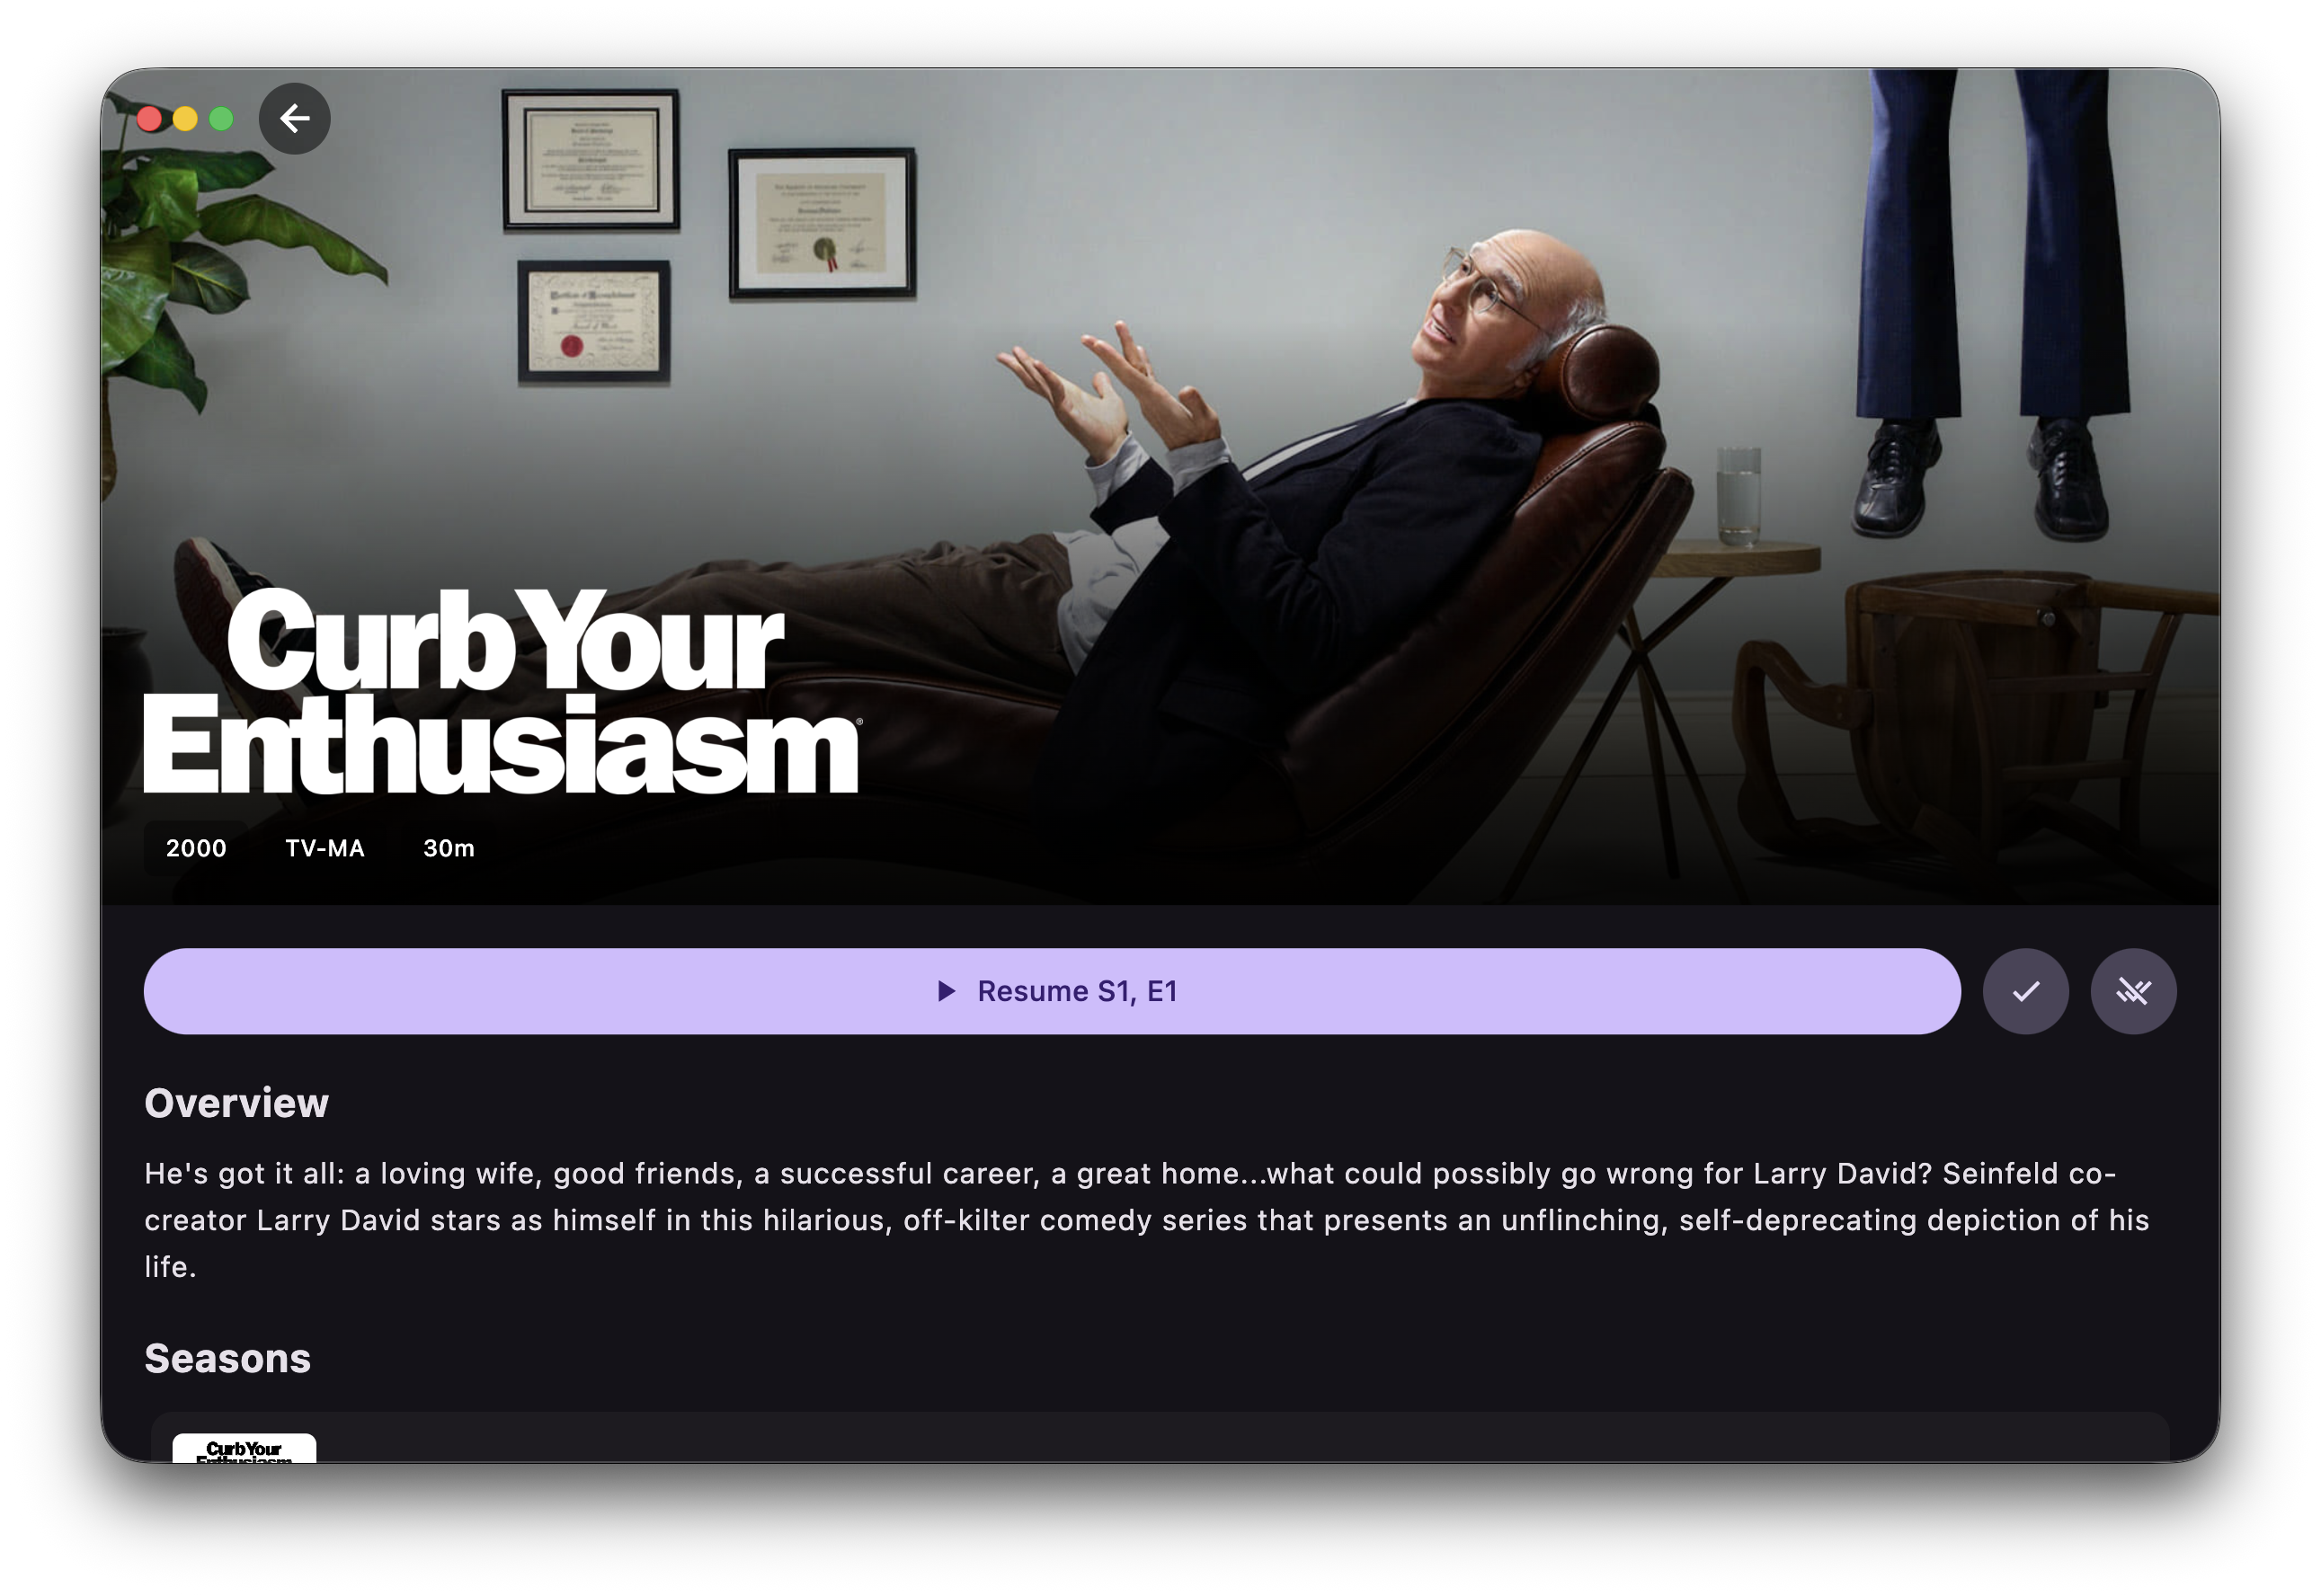 Curb Your
Enthusiasm®
2000 TV-MA 30m
Resume S1, E1
Overview
He's got it all: a loving wife, good friends, a successful career, a great home...what could possibly go wrong for Larry David? Seinfeld co-
creator Larry David stars as himself in this hilarious, off-kilter comedy series that presents an unflinching, self-deprecating depiction of his
life.
Seasons
Curb Your
Enthusiasm